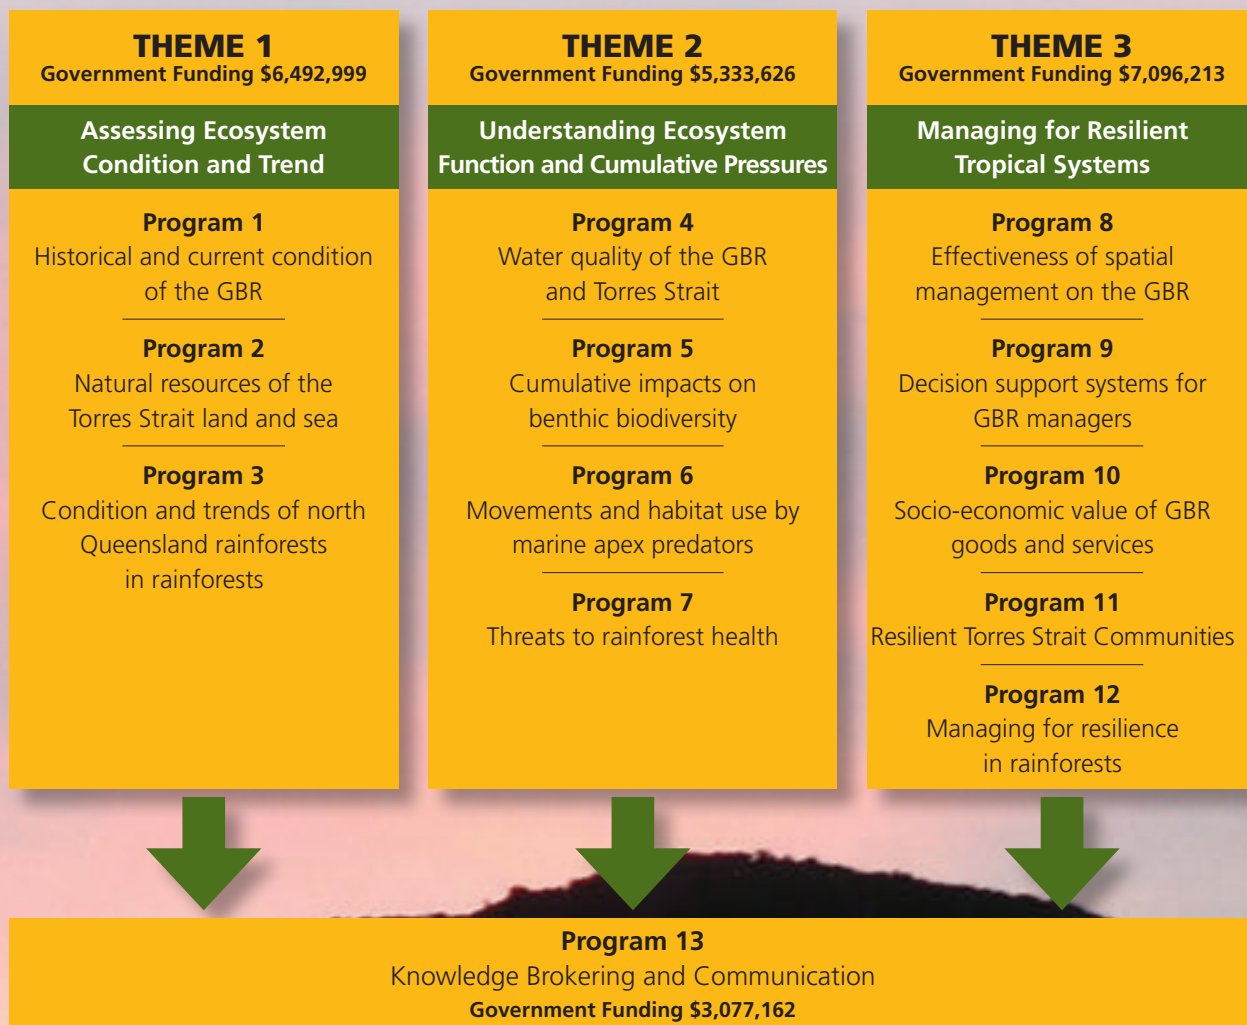 THEME 1
Government Funding $6,492,999
Assessing Ecosystem
Condition and Trend
Program 1
Historical and current condition
of the GBR
Program 2
Natural resources of the
Torres Strait land and sea
Program 3
Condition and trends of north
Queensland rainforests
in rainforests
THEME 2
Government Funding $5,333,626
Understanding Ecosystem
Function and Cumulative Pressures
Program 4
Water quality of the GBR
and Torres Strait
Program 5
Cumulative impacts on
benthic biodiversity
Program 6
Movements and habitat use by
marine apex predators
Program 7
Threats to rainforest health
THEME 3
Government Funding $7,096,213
Managing for Resilient
Tropical Systems
Program 8
Effectiveness of spatial
management on the GBR
Program 9
Decision support systems for
GBR managers
Program 10
Socio-economic value of GBR
goods and services
Program 11
Resilient Torres Strait Communities
Program 12
Managing for resilience
in rainforests
Program 13
Knowledge Brokering and Communication
Government Funding $3,077,162